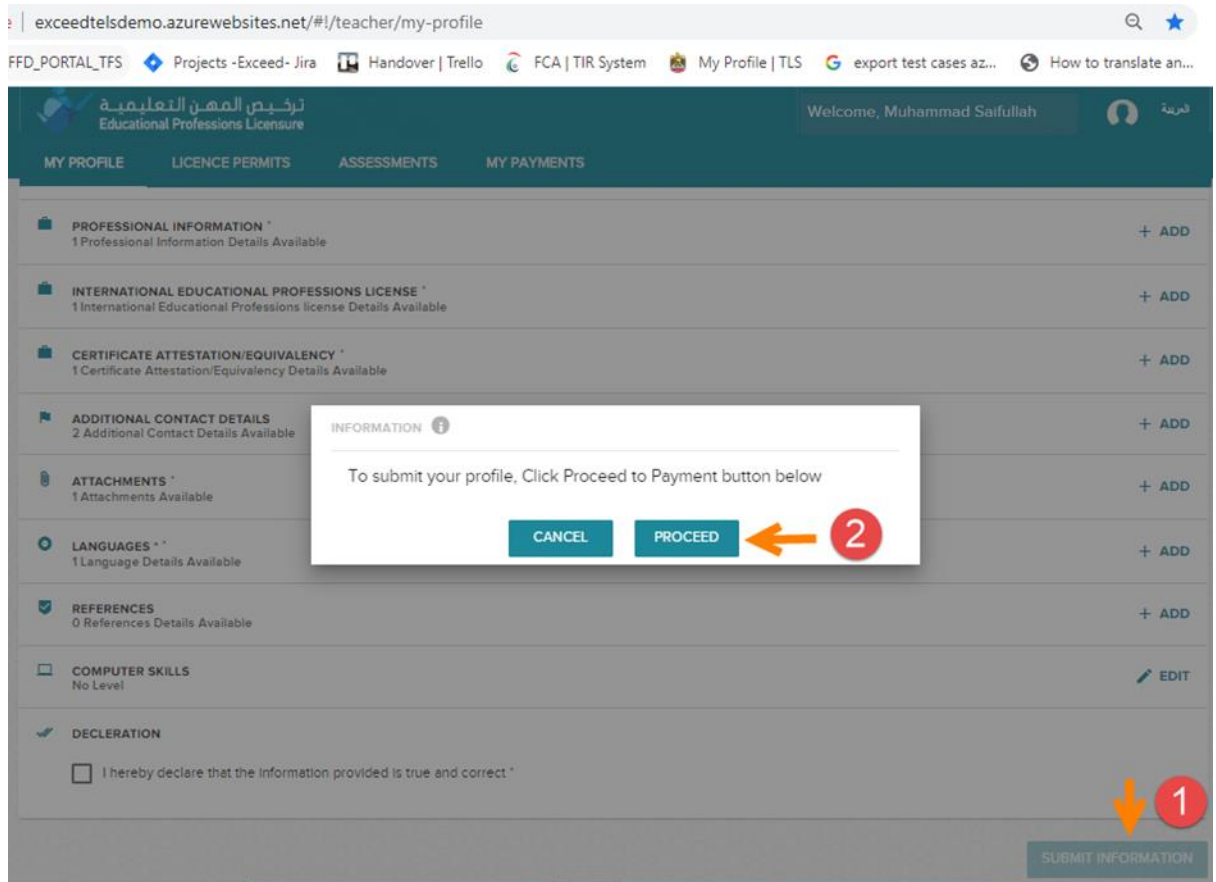 exceedtelsdemo.azurewebsites.net/#!/teacher/my-profile
FFD_PORTAL_TFS Projects -Exceed- Jira Handover | Trello FCA | TIR System My Profile | TLS export test cases az... How to translate an...
ترخيص المهن التعليمية
Educational Professions Licensure
Welcome, Muhammad Saifullah
العربية
MY PROFILE LICENCE PERMITS ASSESSMENTS MY PAYMENTS
PROFESSIONAL INFORMATION *
1 Professional Information Details Available
+ ADD
INTERNATIONAL EDUCATIONAL PROFESSIONS LICENSE *
1 International Educational Professions license Details Available
+ ADD
CERTIFICATE ATTESTATION/EQUIVALENCY *
1 Certificate Attestation/Equivalency Details Available
+ ADD
ADDITIONAL CONTACT DETAILS
2 Additional Contact Details Available
+ ADD
INFORMATION
To submit your profile, Click Proceed to Payment button below
CANCEL PROCEED 2
ATTACHMENTS *
1 Attachments Available
+ ADD
LANGUAGES * *
1 Language Details Available
+ ADD
REFERENCES
0 References Details Available
+ ADD
COMPUTER SKILLS
No Level
EDIT
DECLERATION
I hereby declare that the information provided is true and correct *
1
SUBMIT INFORMATION